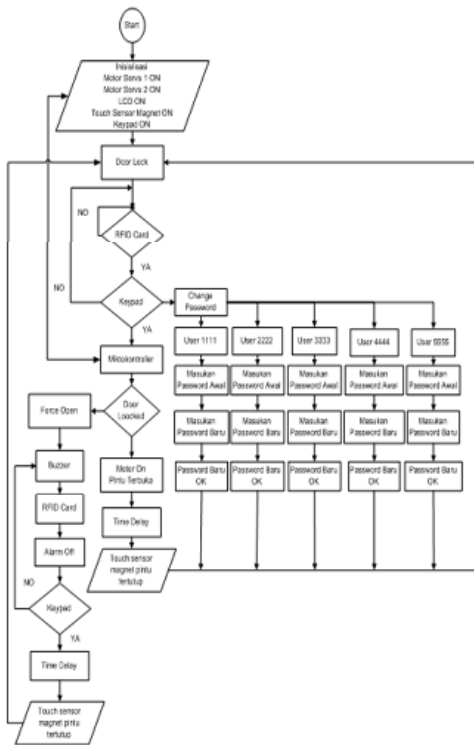 Start
Inisialisasi
Motor Servo 1 ON
Motor Servo 2 ON
LCD ON
Touch Sensor Magnet ON
Keypad ON
Door Lock
NO
RFID Card
YA
NO
Keypad
Change
Password
YA
User 1111
User 2222
User 3333
User 4444
User 5555
Mikrokontroller
Masukan
Password Awal
Masukan
Password Awal
Masukan
Password Awal
Masukan
Password Awal
Masukan
Password Awal
Force Open
Door
Loocked
Masukan
Password Baru
Masukan
Password Baru
Masukan
Password Baru
Masukan
Password Baru
Masukan
Password Baru
Buzzer
Motor On
Pintu Terbuka
Password Baru
OK
Password Baru
OK
Password Baru
OK
Password Baru
OK
Password Baru
OK
RFID Card
Time Delay
Alarm Off
Touch sensor
magnet pintu
tertutup
NO
Keypad
YA
Time Delay
Touch sensor
magnet pintu
tertutup